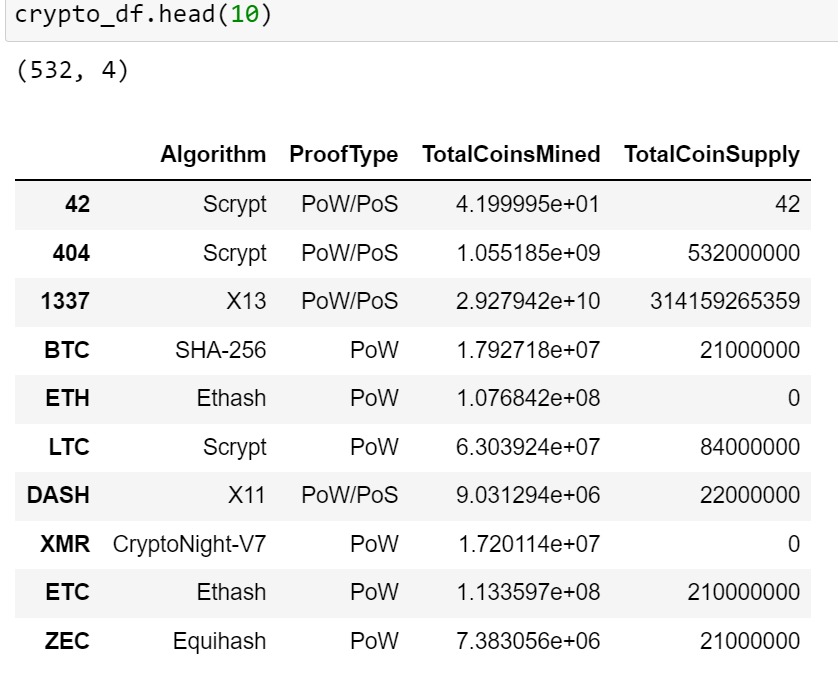 crypto_df.head(10)
(532, 4)
Algorithm ProofType TotalCoinsMined TotalCoinSupply
42 Scrypt PoW/PoS 4.199995e+01 42
404 Scrypt PoW/PoS 1.055185e+09 532000000
1337 X13 PoW/PoS 2.927942e+10 314159265359
BTC SHA-256 PoW 1.792718e+07 21000000
ETH Ethash PoW 1.076842e+08 0
LTC Scrypt PoW 6.303924e+07 84000000
DASH X11 PoW/PoS 9.031294e+06 22000000
XMR CryptoNight-V7 PoW 1.720114e+07 0
ETC Ethash PoW 1.133597e+08 210000000
ZEC Equihash PoW 7.383056e+06 21000000